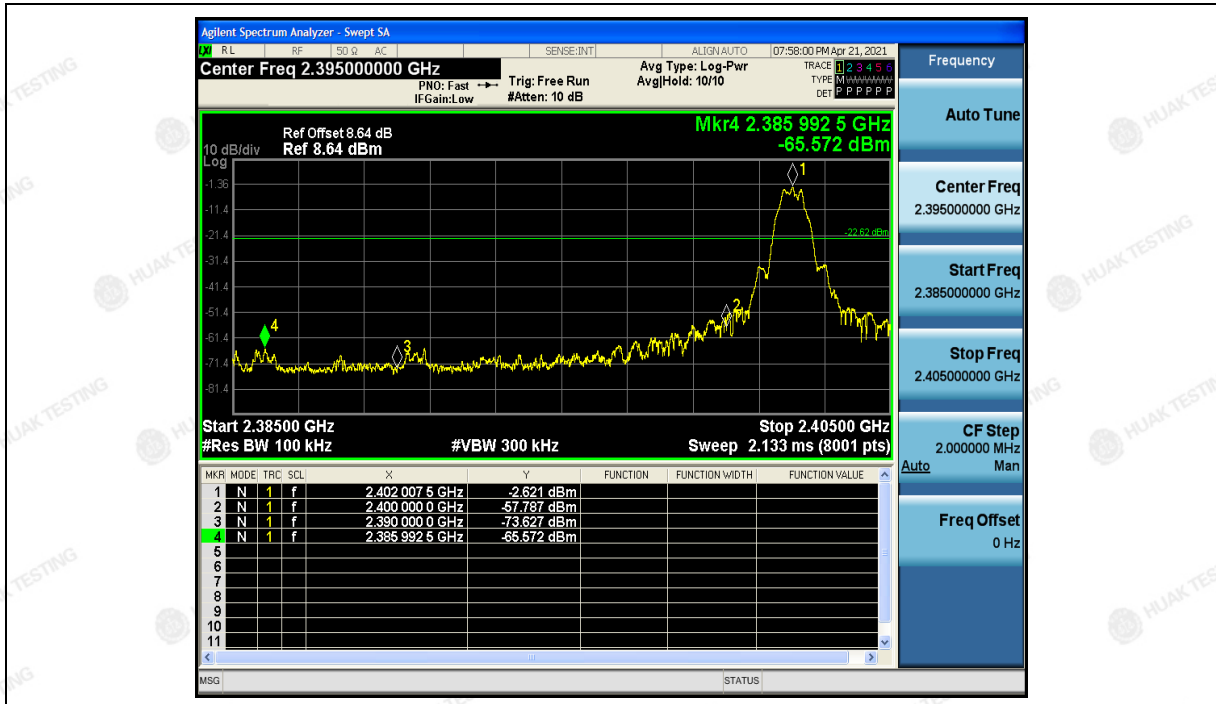 Agilent Spectrum Analyzer - Swept SA
LXI RL RF 50 Ω AC SENSE:INT ALIGN AUTO 07:58:00 PM Apr 21, 2021
Center Freq 2.395000000 GHz
PNO: Fast
IFGain:Low
Trig: Free Run
#Atten: 10 dB
Avg Type: Log-Pwr
Avg|Hold: 10/10
TRACE 1 2 3 4 5 6
TYPE M
DET P P P P P P
Mkr4 2.385 992 5 GHz
-65.572 dBm
Ref Offset 8.64 dB
10 dB/div Ref 8.64 dBm
Log
-1.36
-11.4
-21.4
-31.4
-41.4
-51.4
-61.4
-71.4
-81.4
-22.62 dBm
1
2
3
4
Start 2.38500 GHz Stop 2.40500 GHz
#Res BW 100 kHz #VBW 300 kHz Sweep 2.133 ms (8001 pts)
MKR MODE TRC SCL X Y FUNCTION FUNCTION WIDTH FUNCTION VALUE
1 N 1 f 2.402 007 5 GHz -2.621 dBm
2 N 1 f 2.400 000 0 GHz -57.787 dBm
3 N 1 f 2.390 000 0 GHz -73.627 dBm
4 N 1 f 2.385 992 5 GHz -65.572 dBm
5
6
7
8
9
10
11
MSG STATUS
Frequency
Auto Tune
Center Freq
2.395000000 GHz
Start Freq
2.385000000 GHz
Stop Freq
2.405000000 GHz
CF Step
2.000000 MHz
Auto Man
Freq Offset
0 Hz
HUAK TESTING